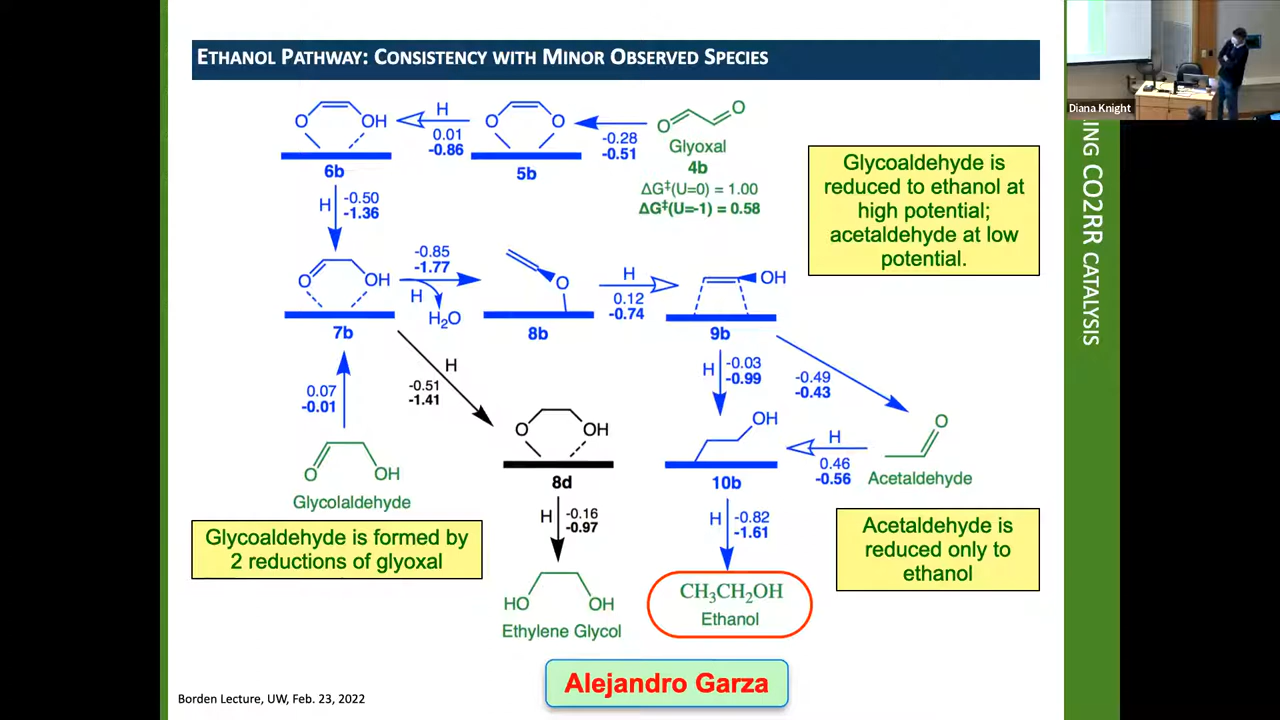 ETHANOL PATHWAY: CONSISTENCY WITH MINOR OBSERVED SPECIES
Diana Knight
ING CO2RR CATALYSIS
O
OH
6b
H
0.01
-0.86
O
O
5b
-0.28
-0.51
O
O
Glyoxal
4b
ΔG‡(U=0) = 1.00
ΔG‡(U=-1) = 0.58
Glycoaldehyde is
reduced to ethanol at
high potential;
acetaldehyde at low
potential.
H
-0.50
-1.36
O
OH
7b
-0.85
-1.77
H
H2O
O
8b
H
0.12
-0.74
OH
9b
H
-0.51
-1.41
0.07
-0.01
H
-0.03
-0.99
-0.49
-0.43
O
OH
Glycolaldehyde
O
OH
8d
OH
10b
H
0.46
-0.56
O
Acetaldehyde
Glycoaldehyde is formed by
2 reductions of glyoxal
H
-0.16
-0.97
H
-0.82
-1.61
Acetaldehyde is
reduced only to
ethanol
HO
OH
Ethylene Glycol
CH3CH2OH
Ethanol
Alejandro Garza
Borden Lecture, UW, Feb. 23, 2022